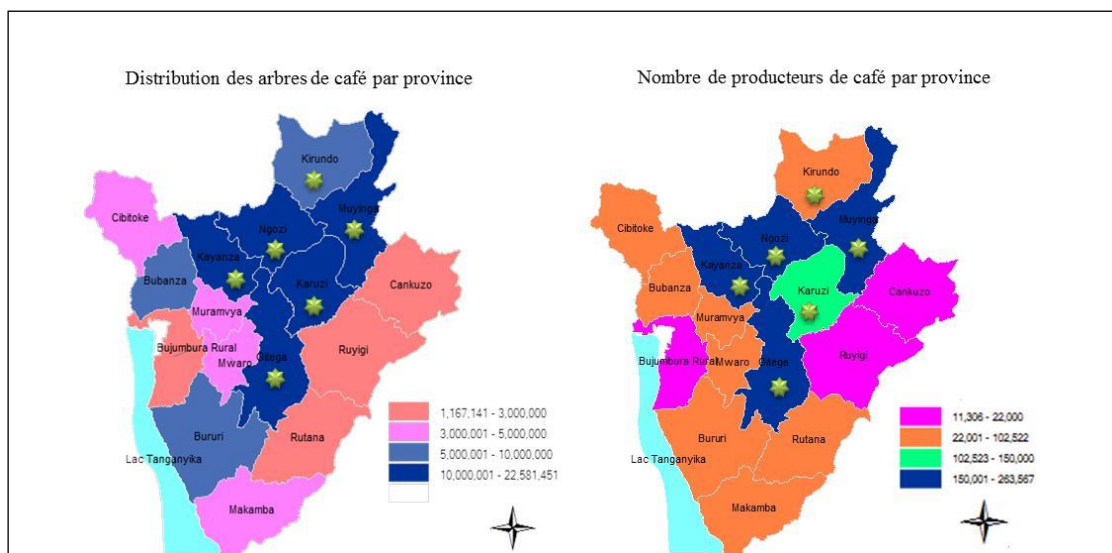 Distribution des arbres de café par province
Kirundo
Muyinga
Ngozi
Cibitoke
Kayanza
Karuzi
Bubanza
Cankuzo
Muramvya
Bujumbura Rural
Gitega
Mwaro
Ruyigi
Bururi
Rutana
Lac Tanganyika
Makamba
1,167,141 - 3,000,000
3,000,001 - 5,000,000
5,000,001 - 10,000,000
10,000,001 - 22,581,451
Nombre de producteurs de café par province
Kirundo
Muyinga
Cibitoke
Ngozi
Kayanza
Bubanza
Karuzi
Cankuzo
Muramvya
Bujumbura Rural
Mwaro
Gitega
Ruyigi
Bururi
Rutana
Lac Tanganyika
Makamba
11,306 - 22,000
22,001 - 102,522
102,523 - 150,000
150,001 - 263,567